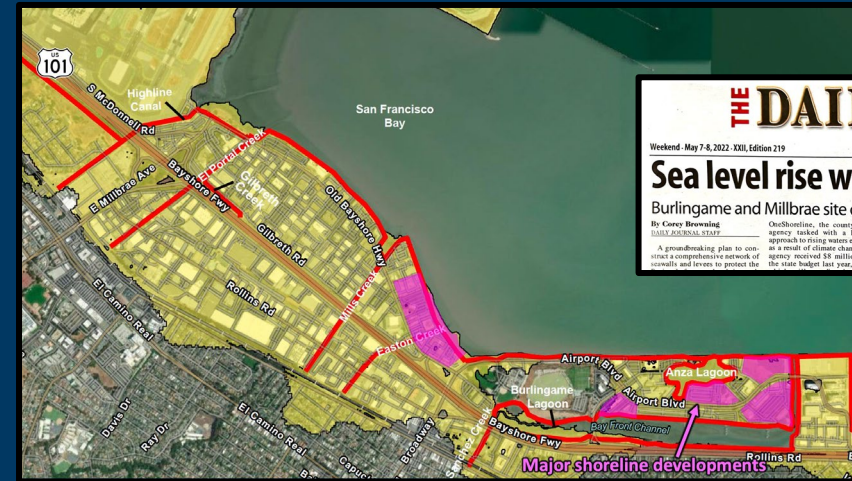 US
101
Highline
Canal
S McDonnell Rd
El Portal Creek
E Millbrae Ave
Bayshore Fwy
Gilbreth
Creek
Gilbreth Rd
Rollins Rd
El Camino Real
Davis Dr
Ray Dr
Old Bayshore Hwy
Mills Creek
Easton Creek
San Francisco
Bay
El Camino Real
Broadway
Sanchez Creek
Burlingame
Lagoon
Bayshore Fwy
Airport Blvd
Airport Blvd
Anza Lagoon
Bay Front Channel
Rollins Rd
Major shoreline developments
THE DAI
Weekend · May 7-8, 2022 · XXII, Edition 219
Sea level rise w
Burlingame and Millbrae site
By Corey Browning
DAILY JOURNAL STAFF
A groundbreaking plan to con-
struct a comprehensive network of
seawalls and levees to protect the
OneShoreline, the county
agency tasked with a
approach to rising waters
as a result of climate chan
agency received $8 millio
the state budget last year,